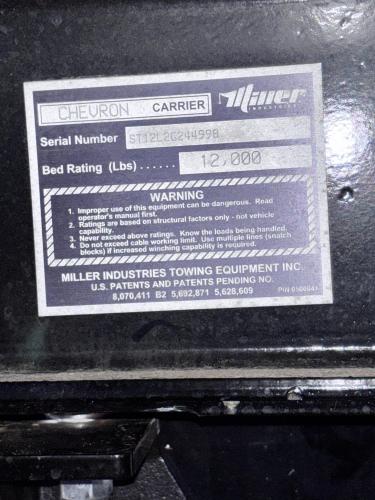 Miller
INDUSTRIES
CHEVRON CARRIER
Serial Number ST12L2G244998
Bed Rating (Lbs) ...... 12,000
WARNING
1. Improper use of this equipment can be dangerous. Read
operator's manual first.
2. Ratings are based on structural factors only - not vehicle
capability.
3. Never exceed above ratings. Know the loads being handled.
4. Do not exceed cable working limit. Use multiple lines (snatch
blocks) if increased winching capability is required.
MILLER INDUSTRIES TOWING EQUIPMENT INC.
U.S. PATENTS AND PATENTS PENDING NO.
8,070,411 B2 5,692,871 5,628,609
P/N